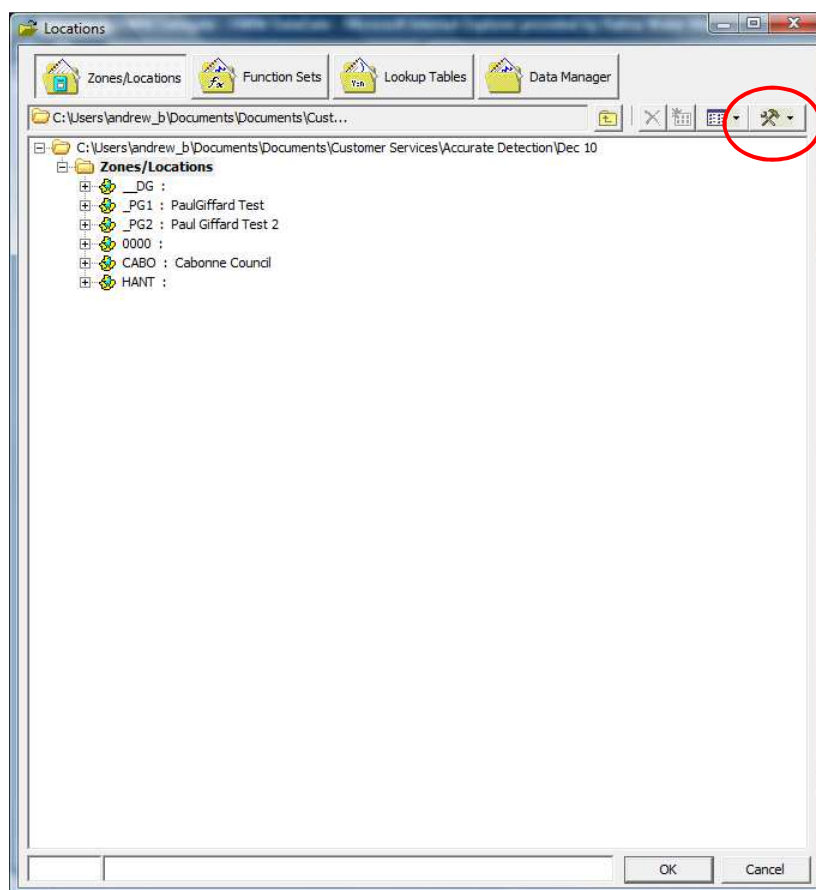 Locations
Zones/Locations Function Sets Lookup Tables Data Manager
C:\Users\andrew_b\Documents\Documents\Cust...
C:\Users\andrew_b\Documents\Documents\Customer Services\Accurate Detection\Dec 10
Zones/Locations
__DG :
_PG1 : PaulGiffard Test
_PG2 : Paul Giffard Test 2
0000 :
CABO : Cabonne Council
HANT :
OK Cancel